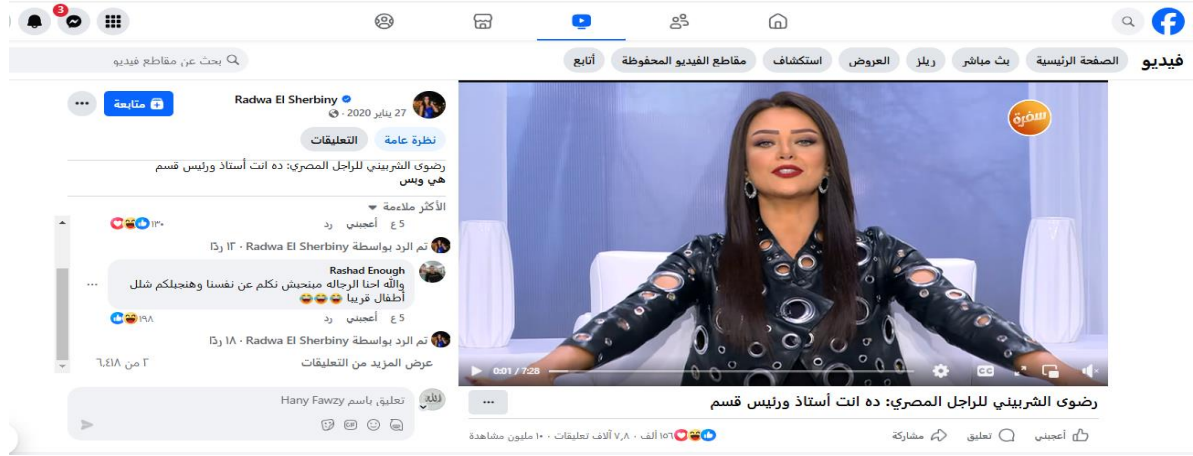 3
فيديو
الصفحة الرئيسية
بث مباشر
ريلز
العروض
استكشاف
مقاطع الفيديو المحفوظة
أتابع
بحث عن مقاطع فيديو
سفرة
0:01 / 7:28
CC
رضوى الشربيني للراجل المصري: ده انت أستاذ ورئيس قسم
أعجبني
تعليق
مشاركة
١٥٦ ألف · ٧٫٨ آلاف تعليقات · ١٠ مليون مشاهدة
Radwa El Sherbiny
27 يناير 2020
متابعة
نظرة عامة
التعليقات
رضوى الشربيني للراجل المصري: ده انت أستاذ ورئيس قسم
هي وبس
الأكثر ملاءمة
5 ع أعجبني رد
١٣٠
تم الرد بواسطة Radwa El Sherbiny · ١٢ ردًا
Rashad Enough
والله احنا الرجاله مبنحبش نكلم عن نفسنا وهنجبلكم شلل
أطفال قريبا
5 ع أعجبني رد
١٩٨
تم الرد بواسطة Radwa El Sherbiny · ١٨ ردًا
عرض المزيد من التعليقات
٢ من ٦٬٤١٨
تعليق باسم Hany Fawzy
GIF